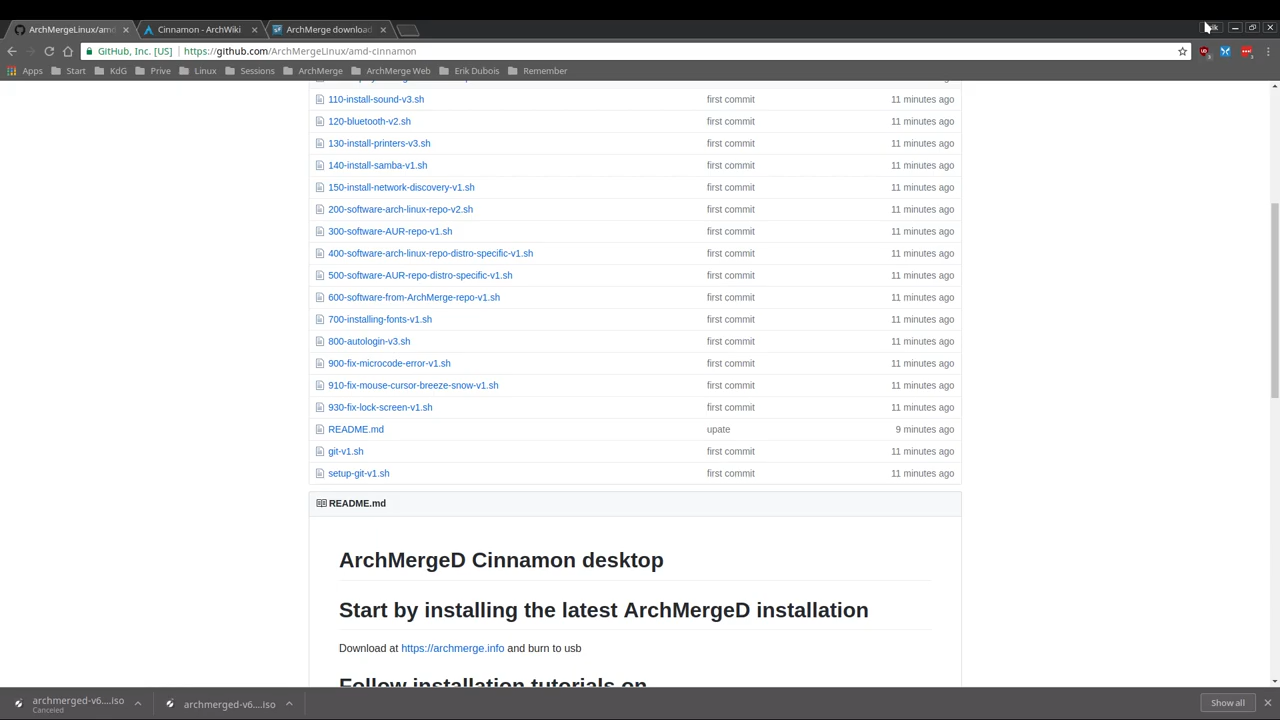 ArchMergeLinux/amd
Cinnamon - ArchWiki
ArchMerge download
GitHub, Inc. [US]
https://github.com/ArchMergeLinux/amd-cinnamon
Apps
Start
KdG
Prive
Linux
Sessions
ArchMerge
ArchMerge Web
Erik Dubois
Remember
110-install-sound-v3.sh first commit 11 minutes ago
120-bluetooth-v2.sh first commit 11 minutes ago
130-install-printers-v3.sh first commit 11 minutes ago
140-install-samba-v1.sh first commit 11 minutes ago
150-install-network-discovery-v1.sh first commit 11 minutes ago
200-software-arch-linux-repo-v2.sh first commit 11 minutes ago
300-software-AUR-repo-v1.sh first commit 11 minutes ago
400-software-arch-linux-repo-distro-specific-v1.sh first commit 11 minutes ago
500-software-AUR-repo-distro-specific-v1.sh first commit 11 minutes ago
600-software-from-ArchMerge-repo-v1.sh first commit 11 minutes ago
700-installing-fonts-v1.sh first commit 11 minutes ago
800-autologin-v3.sh first commit 11 minutes ago
900-fix-microcode-error-v1.sh first commit 11 minutes ago
910-fix-mouse-cursor-breeze-snow-v1.sh first commit 11 minutes ago
930-fix-lock-screen-v1.sh first commit 11 minutes ago
README.md upate 9 minutes ago
git-v1.sh first commit 11 minutes ago
setup-git-v1.sh first commit 11 minutes ago
README.md
ArchMergeD Cinnamon desktop
Start by installing the latest ArchMergeD installation
Download at https://archmerge.info and burn to usb
Follow installation tutorials on
archmerged-v6....iso
Canceled
archmerged-v6....iso
Show all